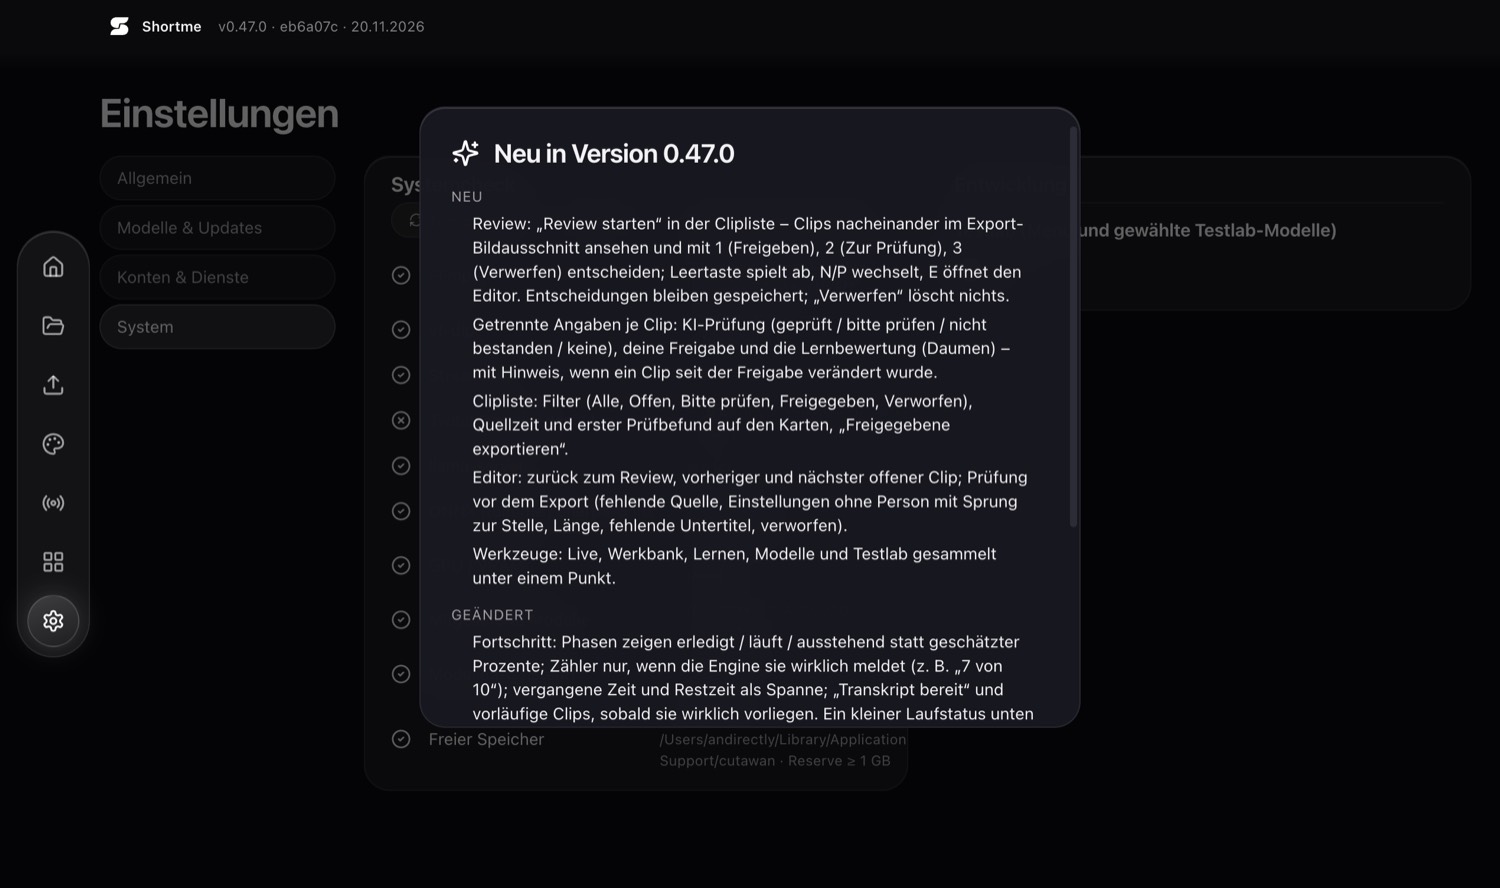 Shortme v0.47.0 · eb6a07c · 20.11.2026
Einstellungen
Allgemein
Modelle & Updates
Konten & Dienste
System
Neu in Version 0.47.0
NEU
Review: „Review starten“ in der Clipliste – Clips nacheinander im Export-
Bildausschnitt ansehen und mit 1 (Freigeben), 2 (Zur Prüfung), 3
(Verwerfen) entscheiden; Leertaste spielt ab, N/P wechselt, E öffnet den
Editor. Entscheidungen bleiben gespeichert; „Verwerfen“ löscht nichts.
Getrennte Angaben je Clip: KI-Prüfung (geprüft / bitte prüfen / nicht
bestanden / keine), deine Freigabe und die Lernbewertung (Daumen) –
mit Hinweis, wenn ein Clip seit der Freigabe verändert wurde.
Clipliste: Filter (Alle, Offen, Bitte prüfen, Freigegeben, Verworfen),
Quellzeit und erster Prüfbefund auf den Karten, „Freigegebene
exportieren“.
Editor: zurück zum Review, vorheriger und nächster offener Clip; Prüfung
vor dem Export (fehlende Quelle, Einstellungen ohne Person mit Sprung
zur Stelle, Länge, fehlende Untertitel, verworfen).
Werkzeuge: Live, Werkbank, Lernen, Modelle und Testlab gesammelt
unter einem Punkt.
GEÄNDERT
Fortschritt: Phasen zeigen erledigt / läuft / ausstehend statt geschätzter
Prozente; Zähler nur, wenn die Engine sie wirklich meldet (z. B. „7 von
10“); vergangene Zeit und Restzeit als Spanne; „Transkript bereit“ und
vorläufige Clips, sobald sie wirklich vorliegen. Ein kleiner Laufstatus unten
und gewählte Testlab-Modelle)
Freier Speicher
/Users/andirectly/Library/Application
Support/cutawan · Reserve ≥ 1 GB